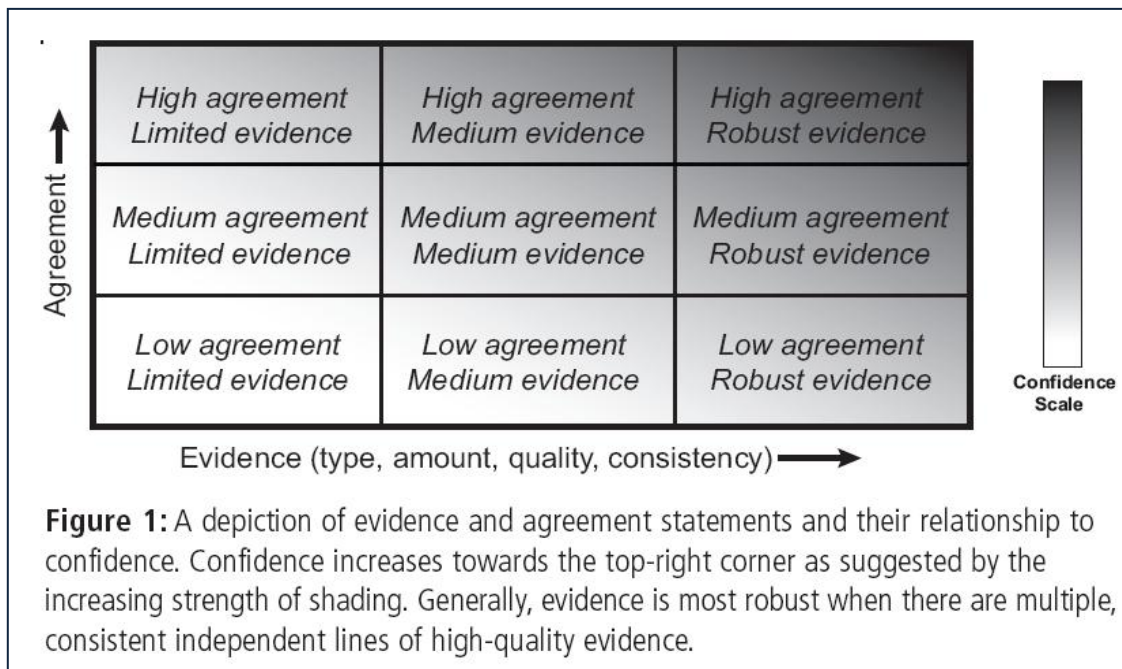 .
High agreement
Limited evidence
High agreement
Medium evidence
High agreement
Robust evidence
Medium agreement
Limited evidence
Medium agreement
Medium evidence
Medium agreement
Robust evidence
Low agreement
Limited evidence
Low agreement
Medium evidence
Low agreement
Robust evidence
Agreement
Evidence (type, amount, quality, consistency)
Confidence
Scale
Figure 1: A depiction of evidence and agreement statements and their relationship to
confidence. Confidence increases towards the top-right corner as suggested by the
increasing strength of shading. Generally, evidence is most robust when there are multiple,
consistent independent lines of high-quality evidence.